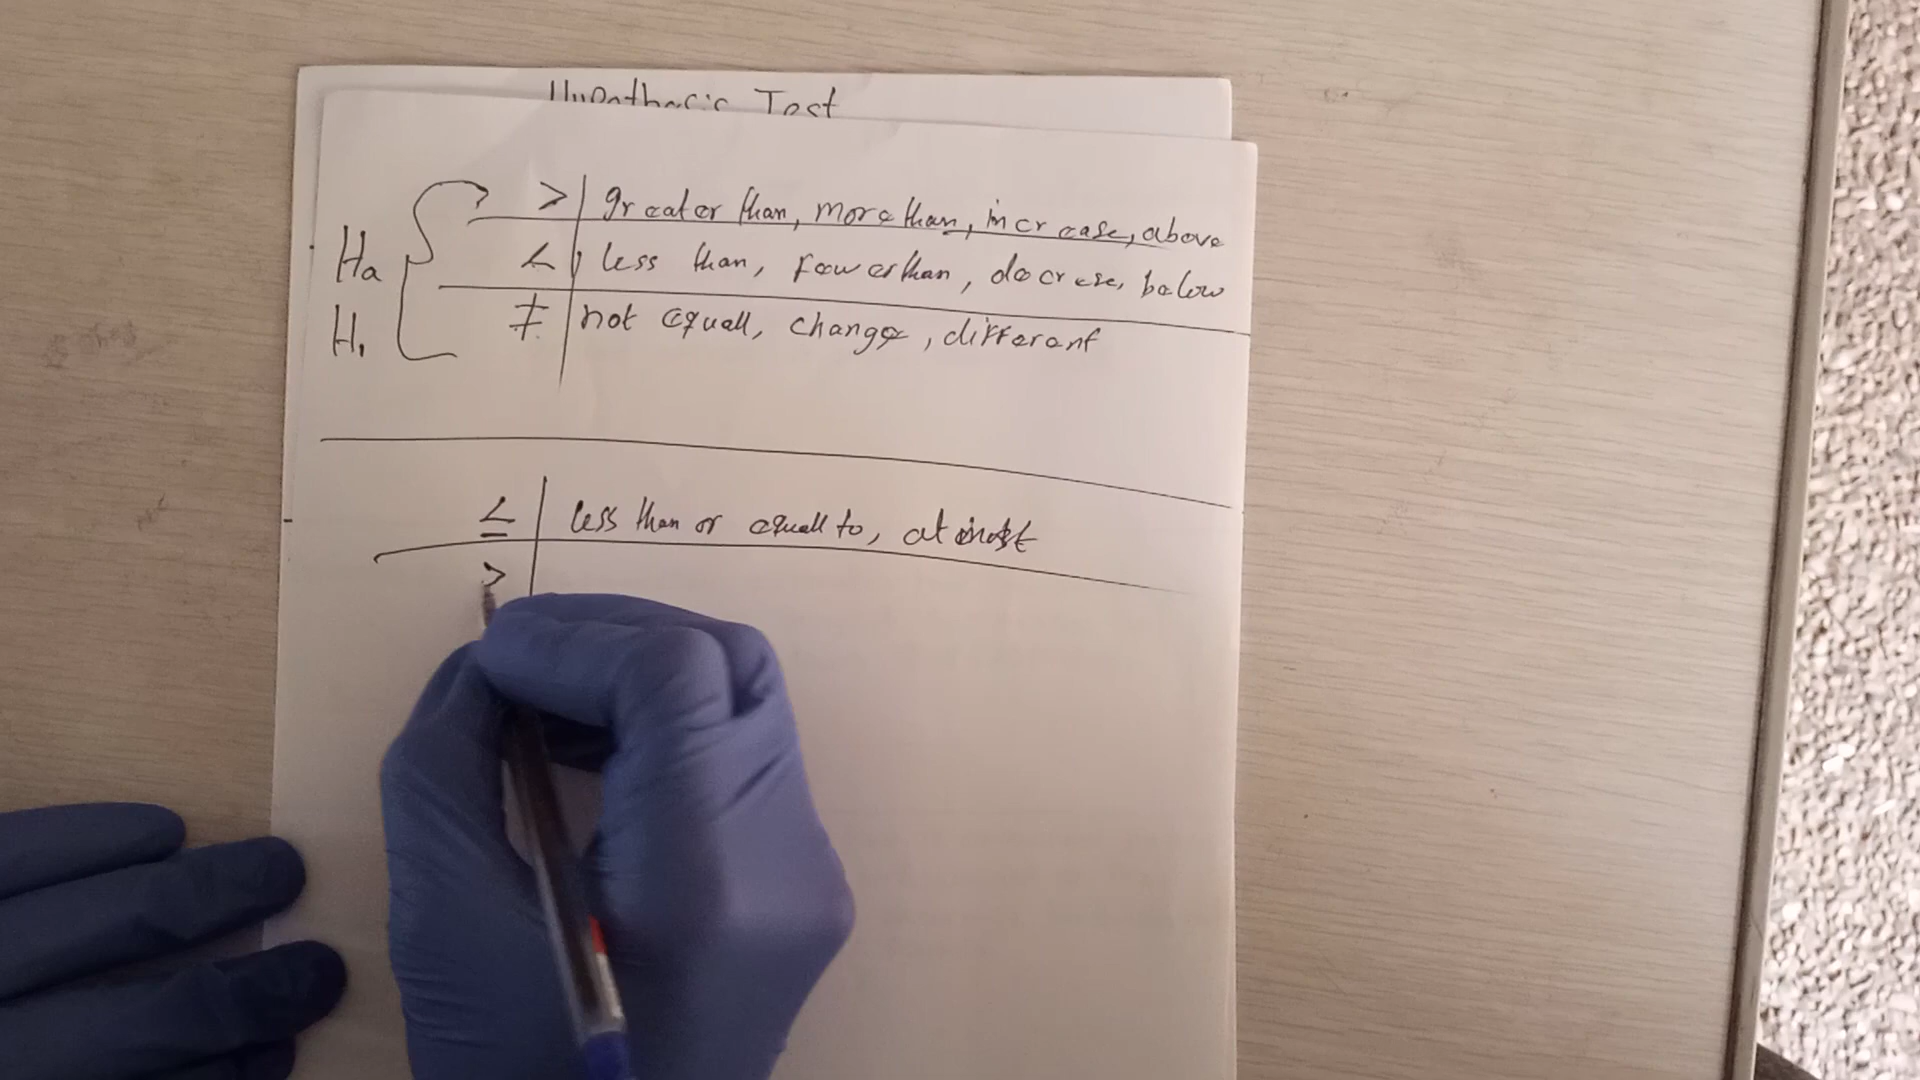 Hypothesis Test
> | greater than, more than, increase, above
Ha < | less than, fewer than, decrese, below
H₁ ≠ | not equall, change, different
≤ | less than or equall to, at most
>